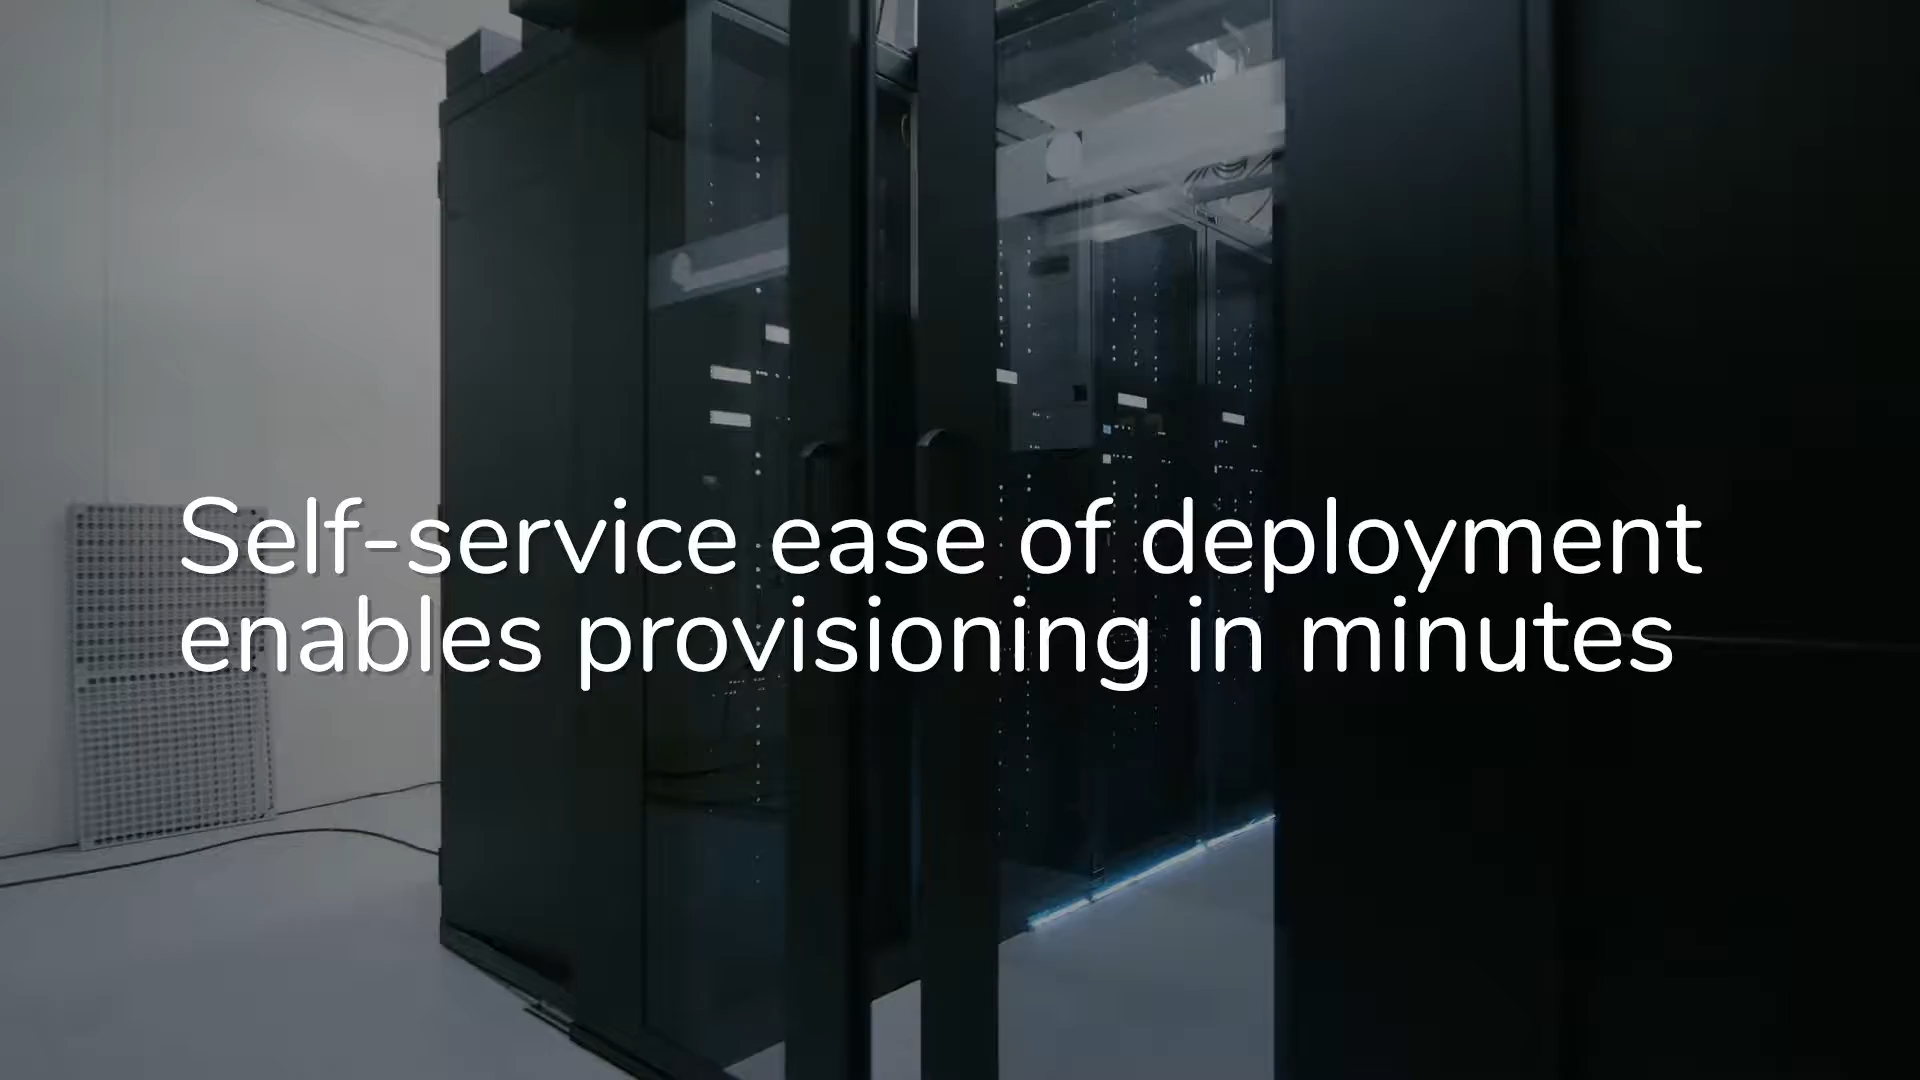 Self-service ease of deployment
enables provisioning in minutes